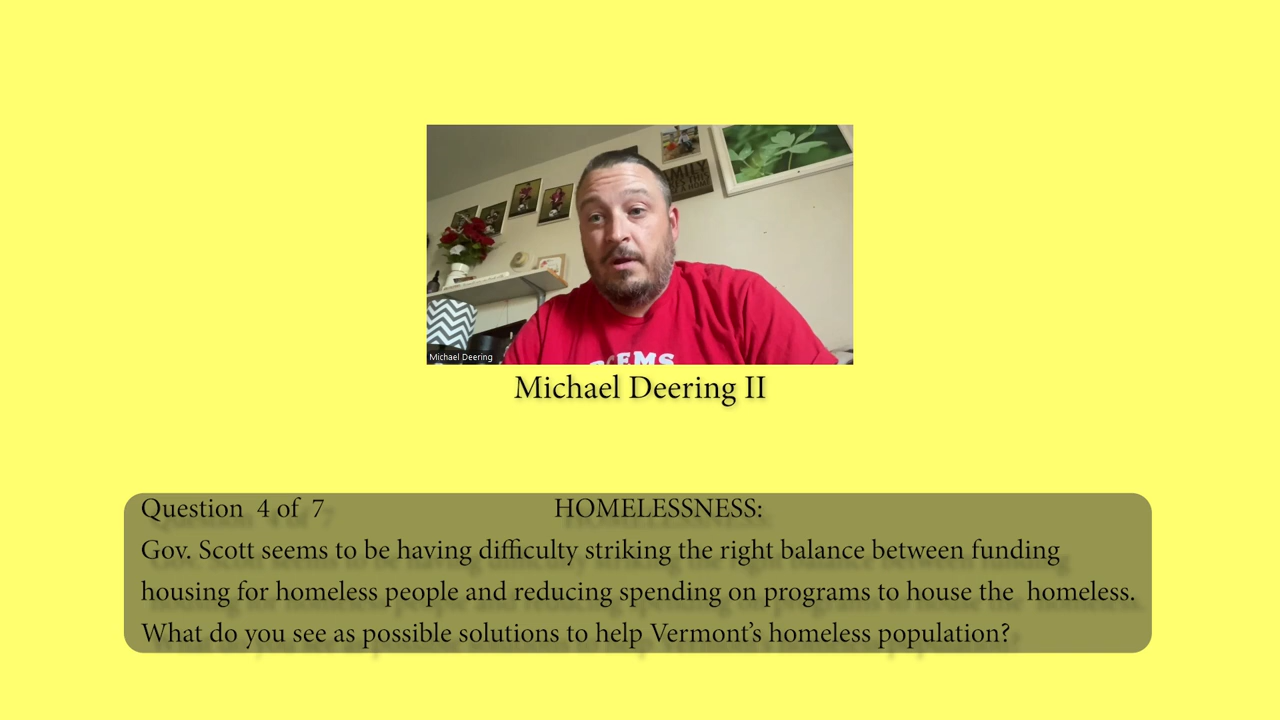 MILY
Michael Deering
Michael Deering II
Question 4 of 7 HOMELESSNESS:
Gov. Scott seems to be having difficulty striking the right balance between funding
housing for homeless people and reducing spending on programs to house the homeless.
What do you see as possible solutions to help Vermont's homeless population?